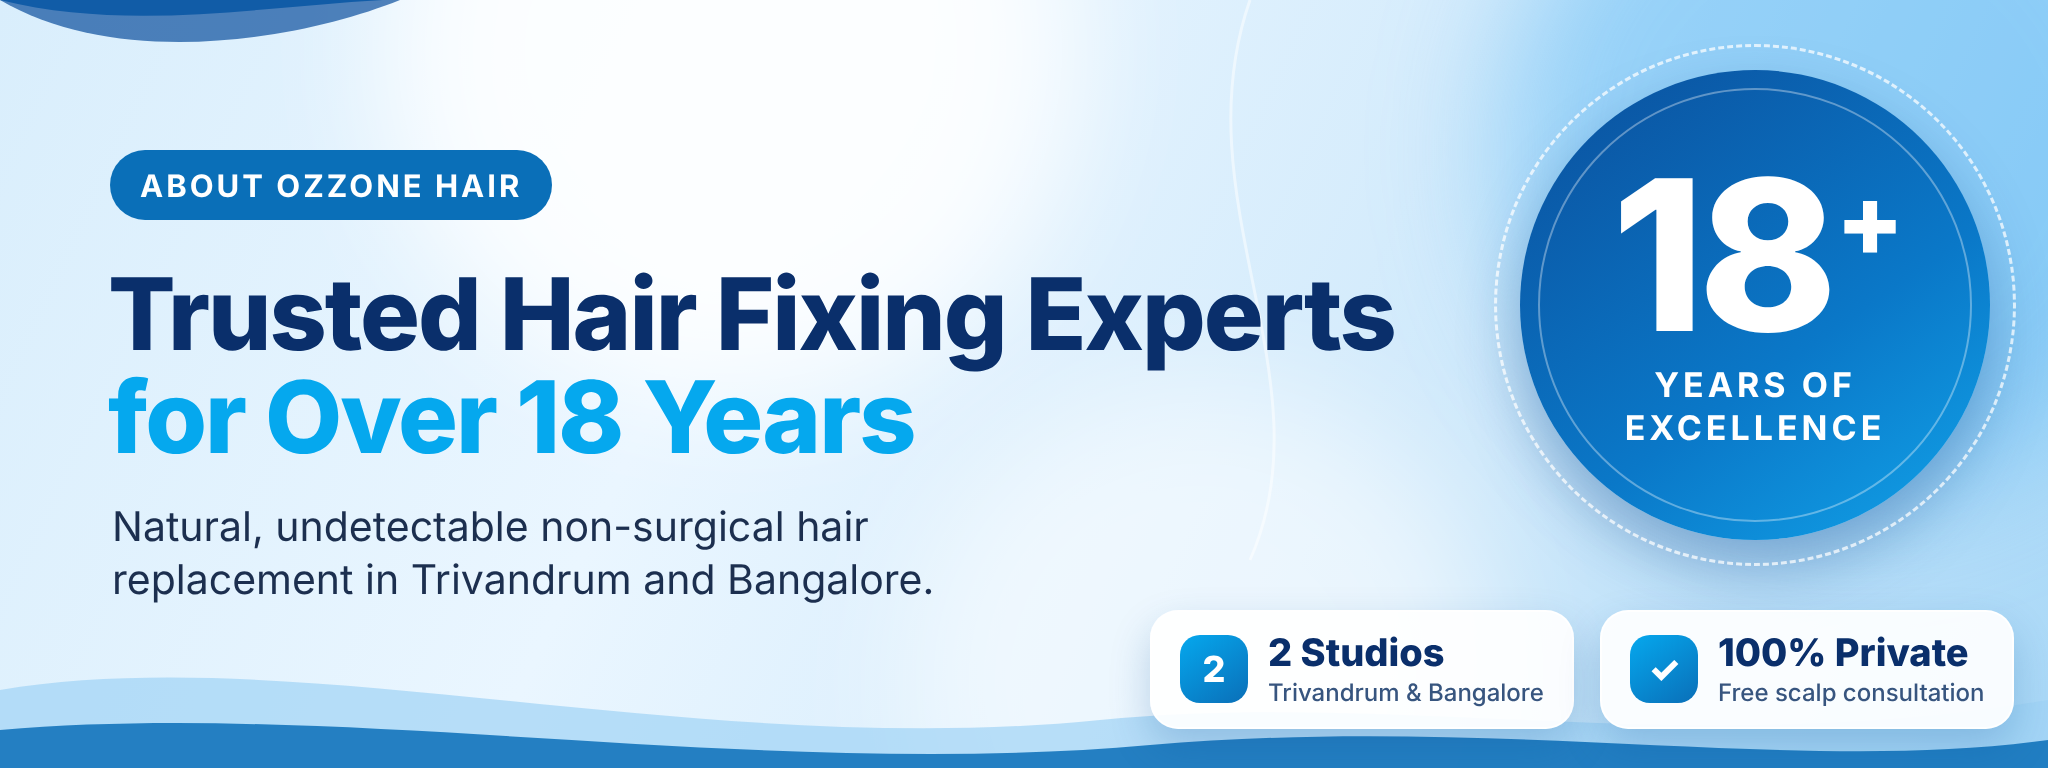 ABOUT OZZONE HAIR
Trusted Hair Fixing Experts
for Over 18 Years
Natural, undetectable non-surgical hair
replacement in Trivandrum and Bangalore.
18+
YEARS OF
EXCELLENCE
2
2 Studios
Trivandrum & Bangalore
100% Private
Free scalp consultation